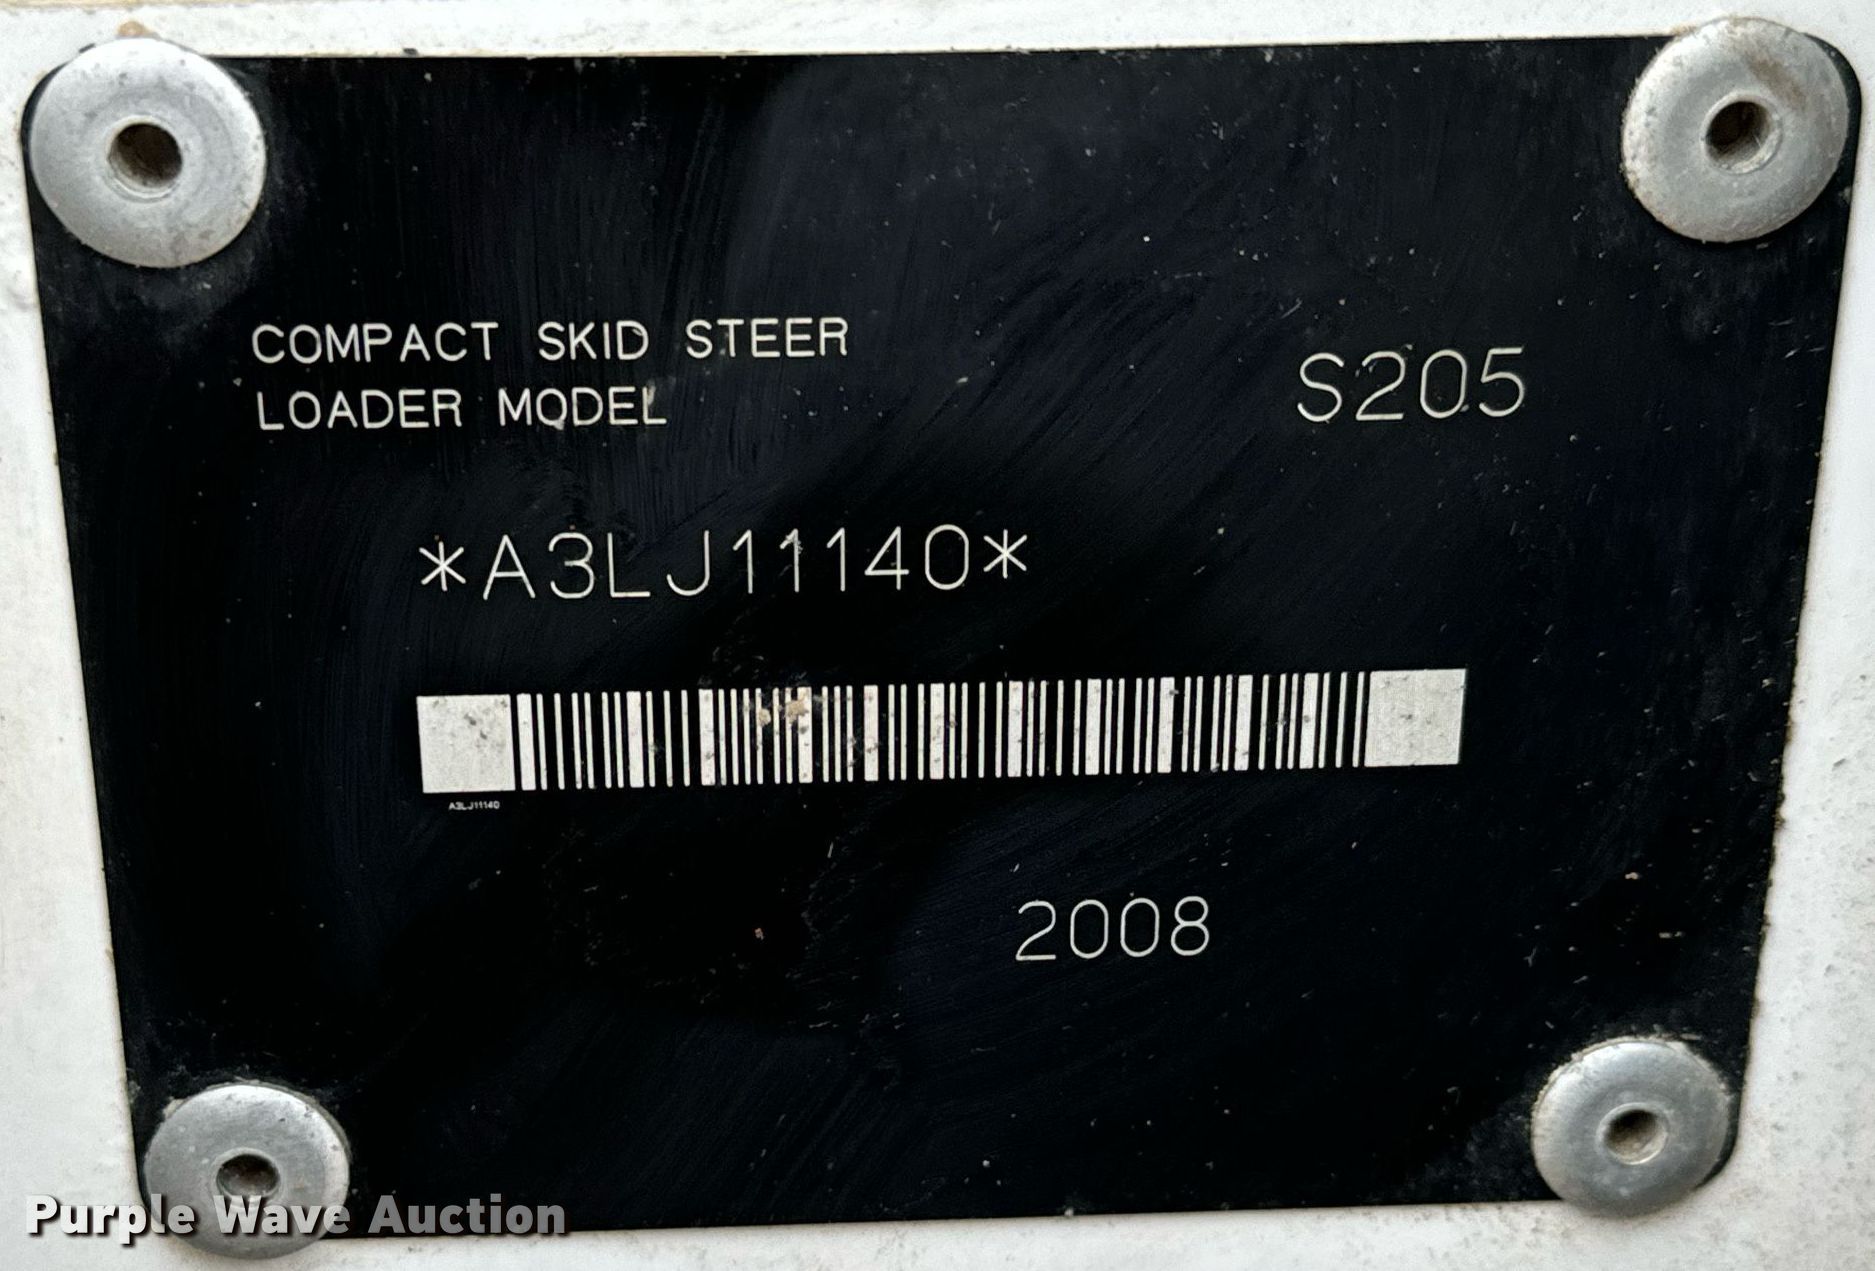 COMPACT SKID STEER
LOADER MODEL
S205
*A3LJ11140*
A3LJ11140
2008
Purple Wave Auction